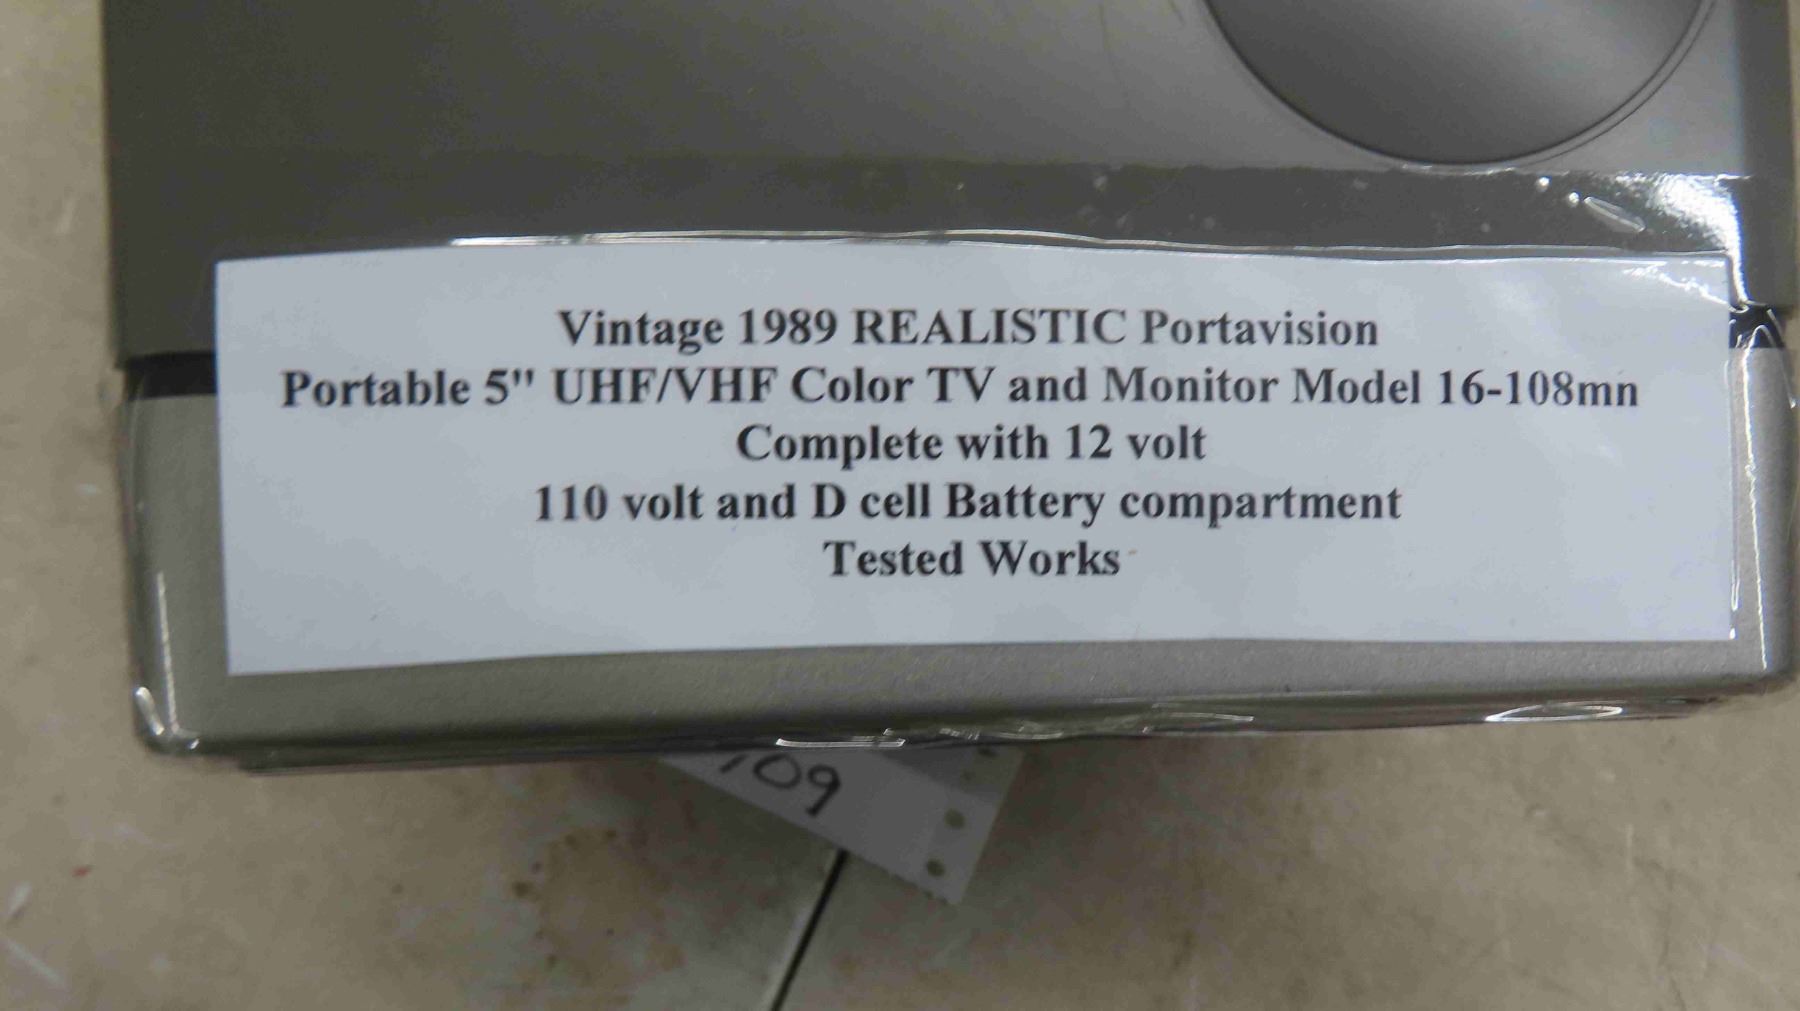 Vintage 1989 REALISTIC Portavision
Portable 5" UHF/VHF Color TV and Monitor Model 16-108mn
Complete with 12 volt
110 volt and D cell Battery compartment
Tested Works
109